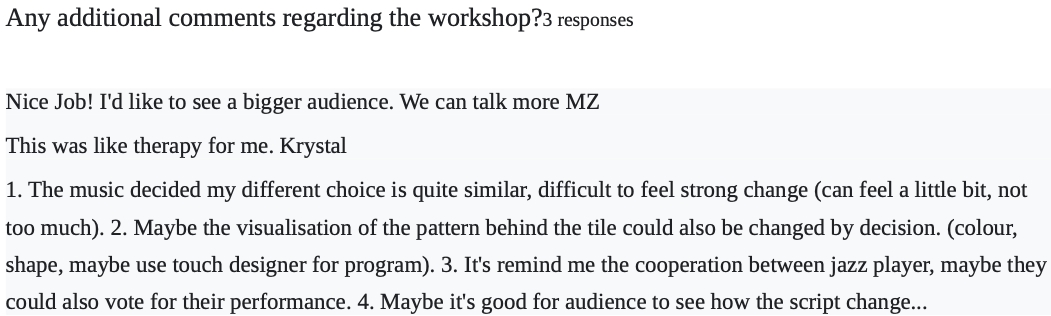 Any additional comments regarding the workshop?3 responses
Nice Job! I'd like to see a bigger audience. We can talk more MZ
This was like therapy for me. Krystal
1. The music decided my different choice is quite similar, difficult to feel strong change (can feel a little bit, not
too much). 2. Maybe the visualisation of the pattern behind the tile could also be changed by decision. (colour,
shape, maybe use touch designer for program). 3. It's remind me the cooperation between jazz player, maybe they
could also vote for their performance. 4. Maybe it's good for audience to see how the script change...